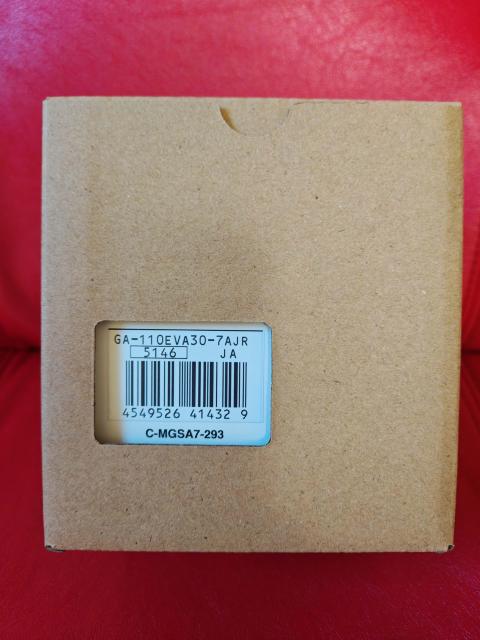 GA-110EVA30-7AJR
5146 JA
4549526 41432 9
C-MGSA7-293